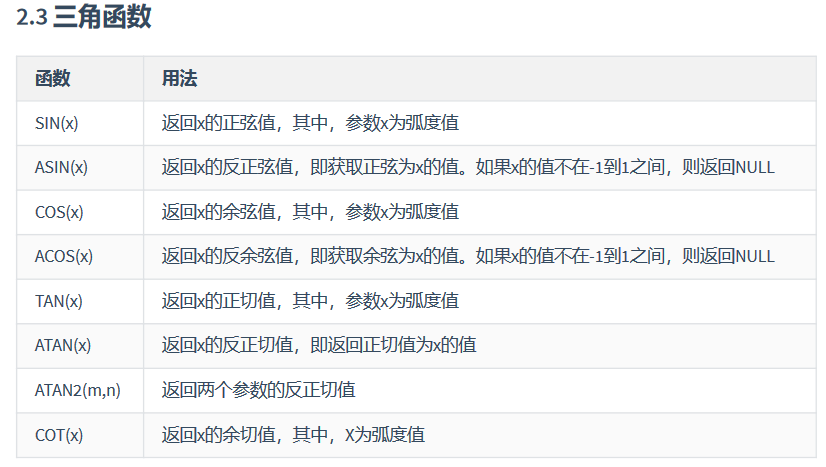 2.3 三角函数
函数 用法
SIN(x) 返回x的正弦值，其中，参数x为弧度值
ASIN(x) 返回x的反正弦值，即获取正弦为x的值。如果x的值不在-1到1之间，则返回NULL
COS(x) 返回x的余弦值，其中，参数x为弧度值
ACOS(x) 返回x的反余弦值，即获取余弦为x的值。如果x的值不在-1到1之间，则返回NULL
TAN(x) 返回x的正切值，其中，参数x为弧度值
ATAN(x) 返回x的反正切值，即返回正切值为x的值
ATAN2(m,n) 返回两个参数的反正切值
COT(x) 返回x的余切值，其中，X为弧度值